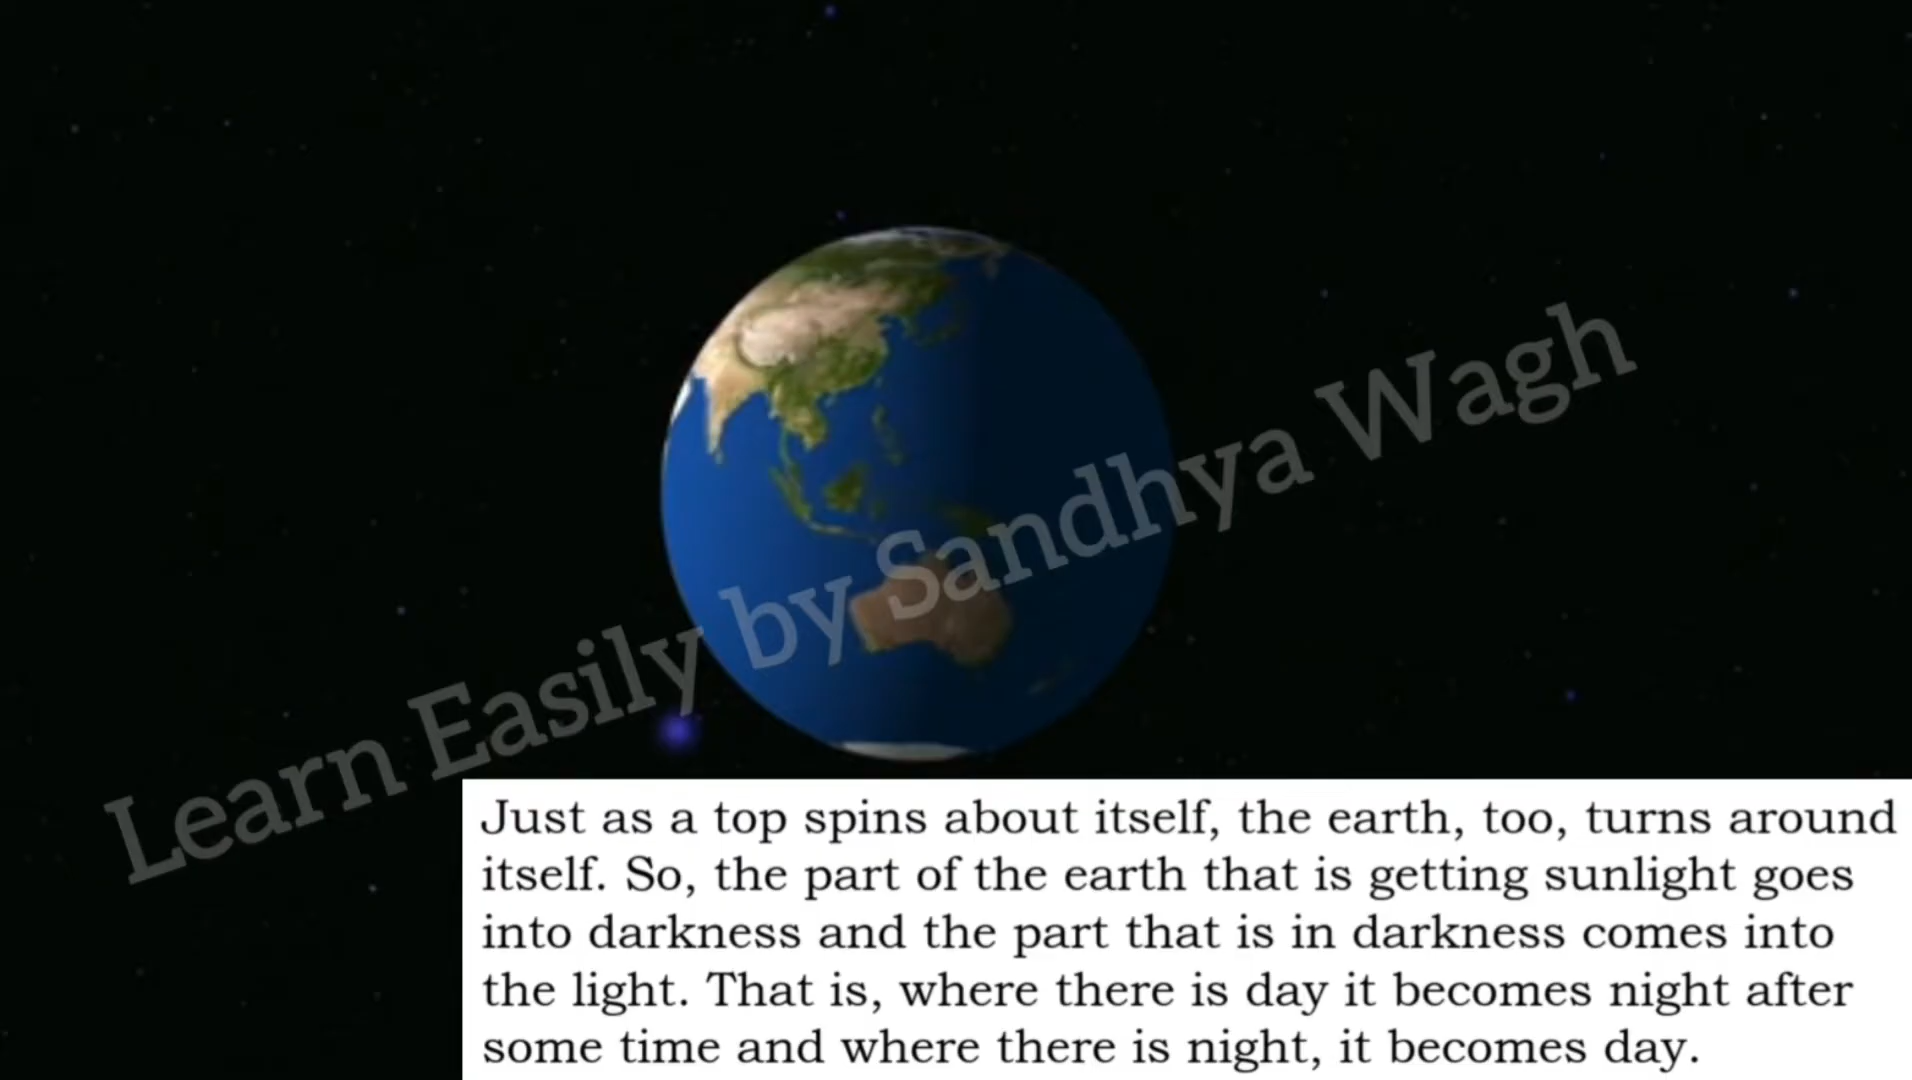 Learn Easily by Sandhya Wagh
Just as a top spins about itself, the earth, too, turns around
itself. So, the part of the earth that is getting sunlight goes
into darkness and the part that is in darkness comes into
the light. That is, where there is day it becomes night after
some time and where there is night, it becomes day.